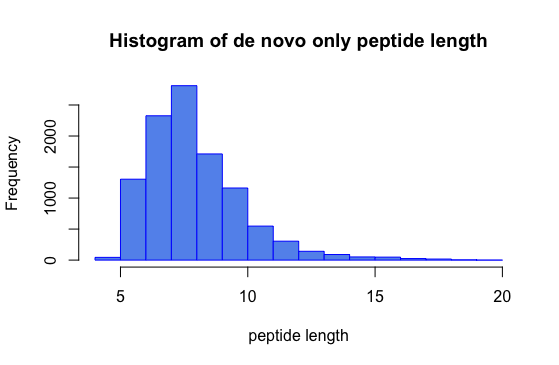 Histogram of de novo only peptide length
Frequency
2000
1000
0
5 10 15 20
peptide length